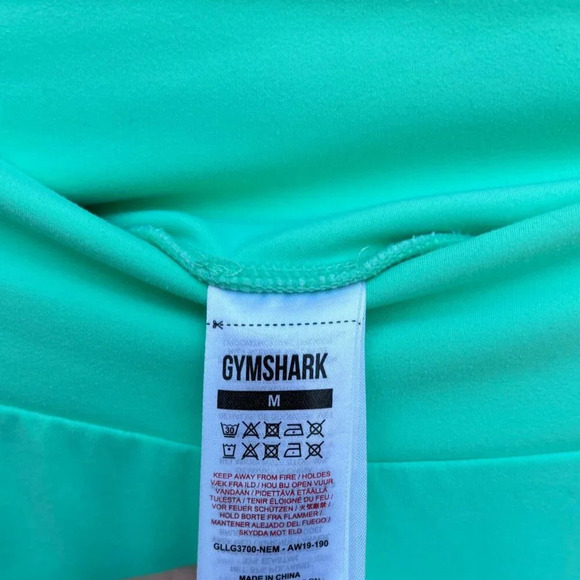 GYMSHARK
M
30
KEEP AWAY FROM FIRE / HOLDES
VÆK FRA ILD / NIET BIJ OPEN VUUR
VANDAAN / PIDETTÄVÄ ETÄÄLLÄ
TULESTA / TENIR ÉLOIGNÉ DU FEU /
VOR FEUER SCHÜTZEN / 火気厳禁 /
HOLD BORTE FRA FLAMMER /
MANTENER ALEJADO DEL FUEGO /
SKYDDA MOT ELD
GLLG3700-NEM - AW19-190
MADE IN CHINA